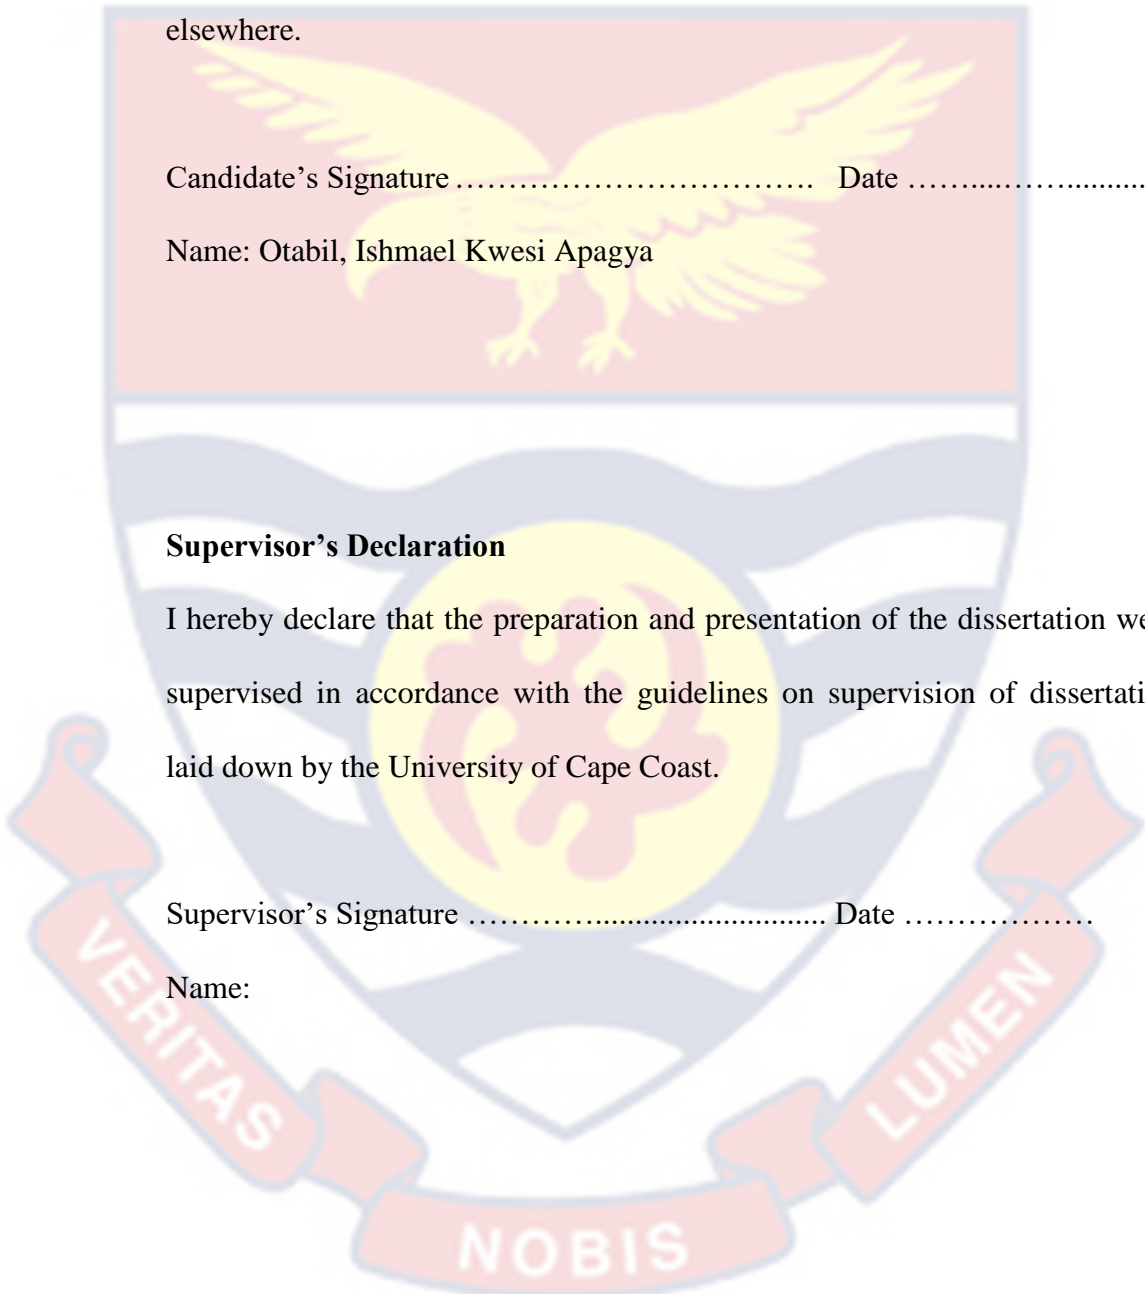 elsewhere.
Candidate’s Signature ……………………………. Date ……....……...........
Name: Otabil, Ishmael Kwesi Apagya
Supervisor’s Declaration
I hereby declare that the preparation and presentation of the dissertation
supervised in accordance with the guidelines on supervision of
laid down by the University of Cape Coast.
Supervisor’s Signature …………............................. Date ………………
Name:
VERITAS
NOBIS
LUMEN